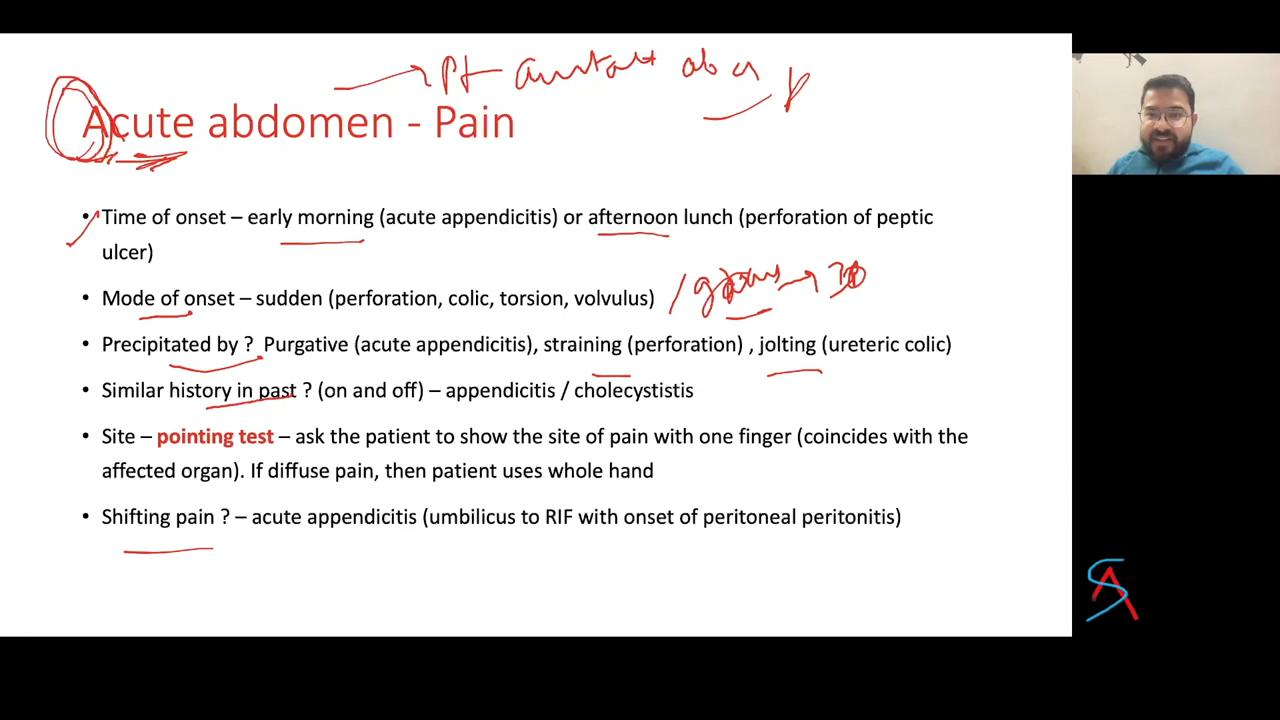 Acute abdomen - Pain
• Time of onset – early morning (acute appendicitis) or afternoon lunch (perforation of peptic
ulcer)
• Mode of onset – sudden (perforation, colic, torsion, volvulus)
• Precipitated by ? Purgative (acute appendicitis), straining (perforation) , jolting (ureteric colic)
• Similar history in past ? (on and off) – appendicitis / cholecystistis
• Site – pointing test – ask the patient to show the site of pain with one finger (coincides with the
affected organ). If diffuse pain, then patient uses whole hand
• Shifting pain ? – acute appendicitis (umbilicus to RIF with onset of peritoneal peritonitis)